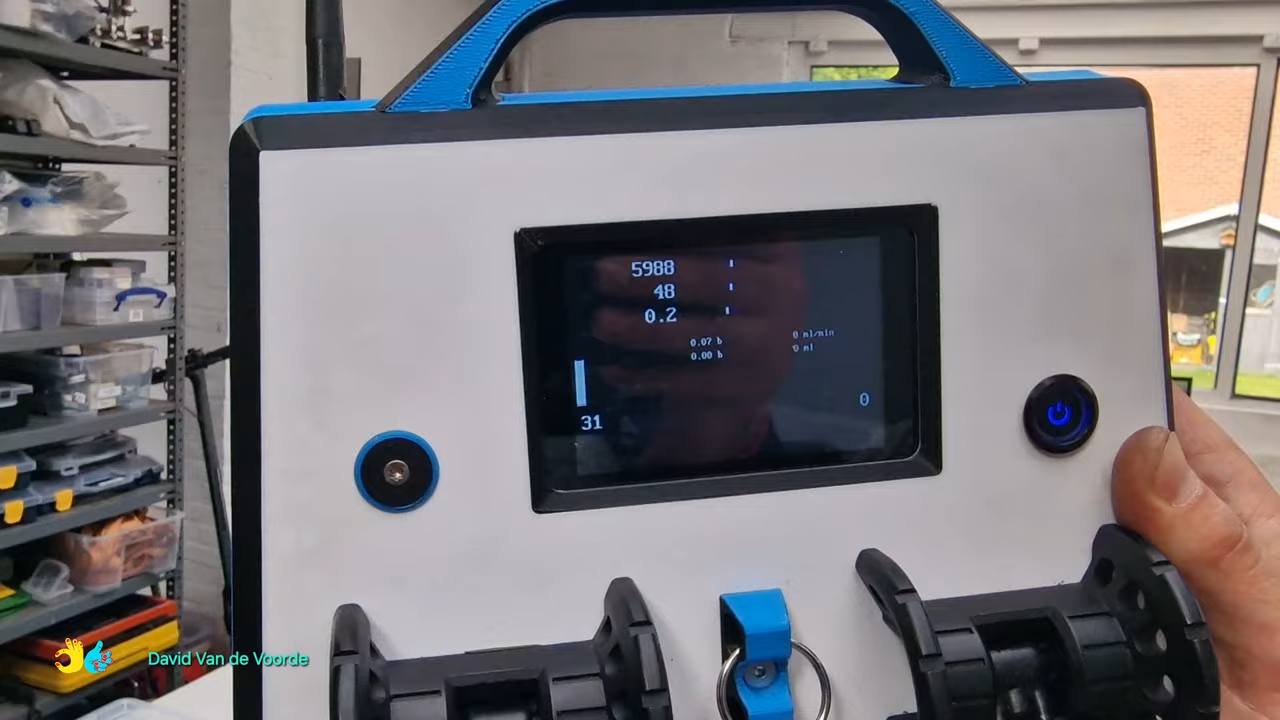 5988
48
0.2
0.07 b
0.00 b
0 ml/min
0 ml
0
31
David Van de Voorde